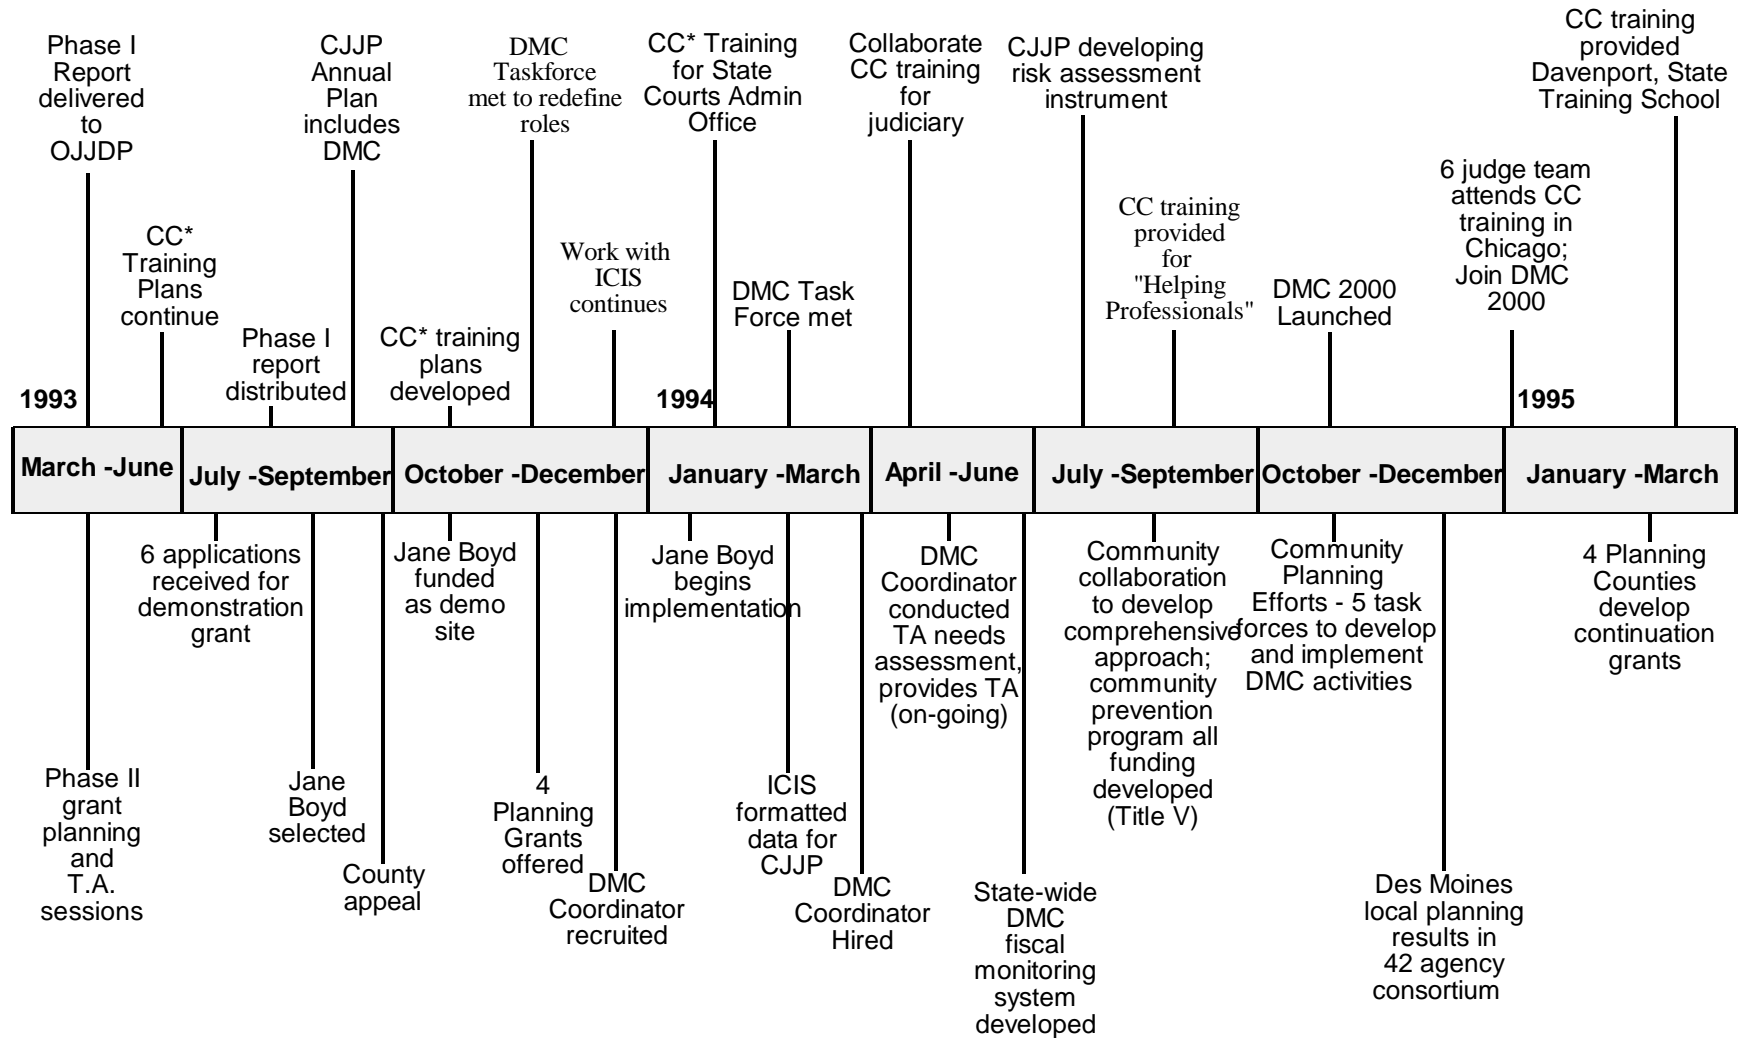 Phase I
Report
delivered
to
OJJDP
CC*
Training
Plans
continue
Phase I
report
distributed
CJJP
Annual
Plan
includes
DMC
CC* training
plans
developed
DMC
Taskforce
met to redefine
roles
Work with
ICIS
continues
CC* Training
for State
Courts Admin
Office
DMC Task
Force met
Collaborate
CC training
for
judiciary
CJJP developing
risk assessment
instrument
CC training
provided
for
"Helping
Professionals"
DMC 2000
Launched
6 judge team
attends CC
training in
Chicago;
Join DMC
2000
CC training
provided
Davenport, State
Training School
1993
1994
1995
March -June
July -September
October -December
January -March
April -June
July -September
October -December
January -March
Phase II
grant
planning
and
T.A.
sessions
6 applications
received for
demonstration
grant
Jane
Boyd
selected
County
appeal
Jane Boyd
funded
as demo
site
4
Planning
Grants
offered
DMC
Coordinator
recruited
Jane Boyd
begins
implementation
ICIS
formatted
data for
CJJP
DMC
Coordinator
Hired
DMC
Coordinator
conducted
TA needs
assessment,
provides TA
(on-going)
State-wide
DMC
fiscal
monitoring
system
developed
Community
collaboration
to develop
comprehensive
approach;
community
prevention
program all
funding
developed
(Title V)
Community
Planning
Efforts - 5 task
forces to develop
and implement
DMC activities
Des Moines
local planning
results in
42 agency
consortium
4 Planning
Counties
develop
continuation
grants